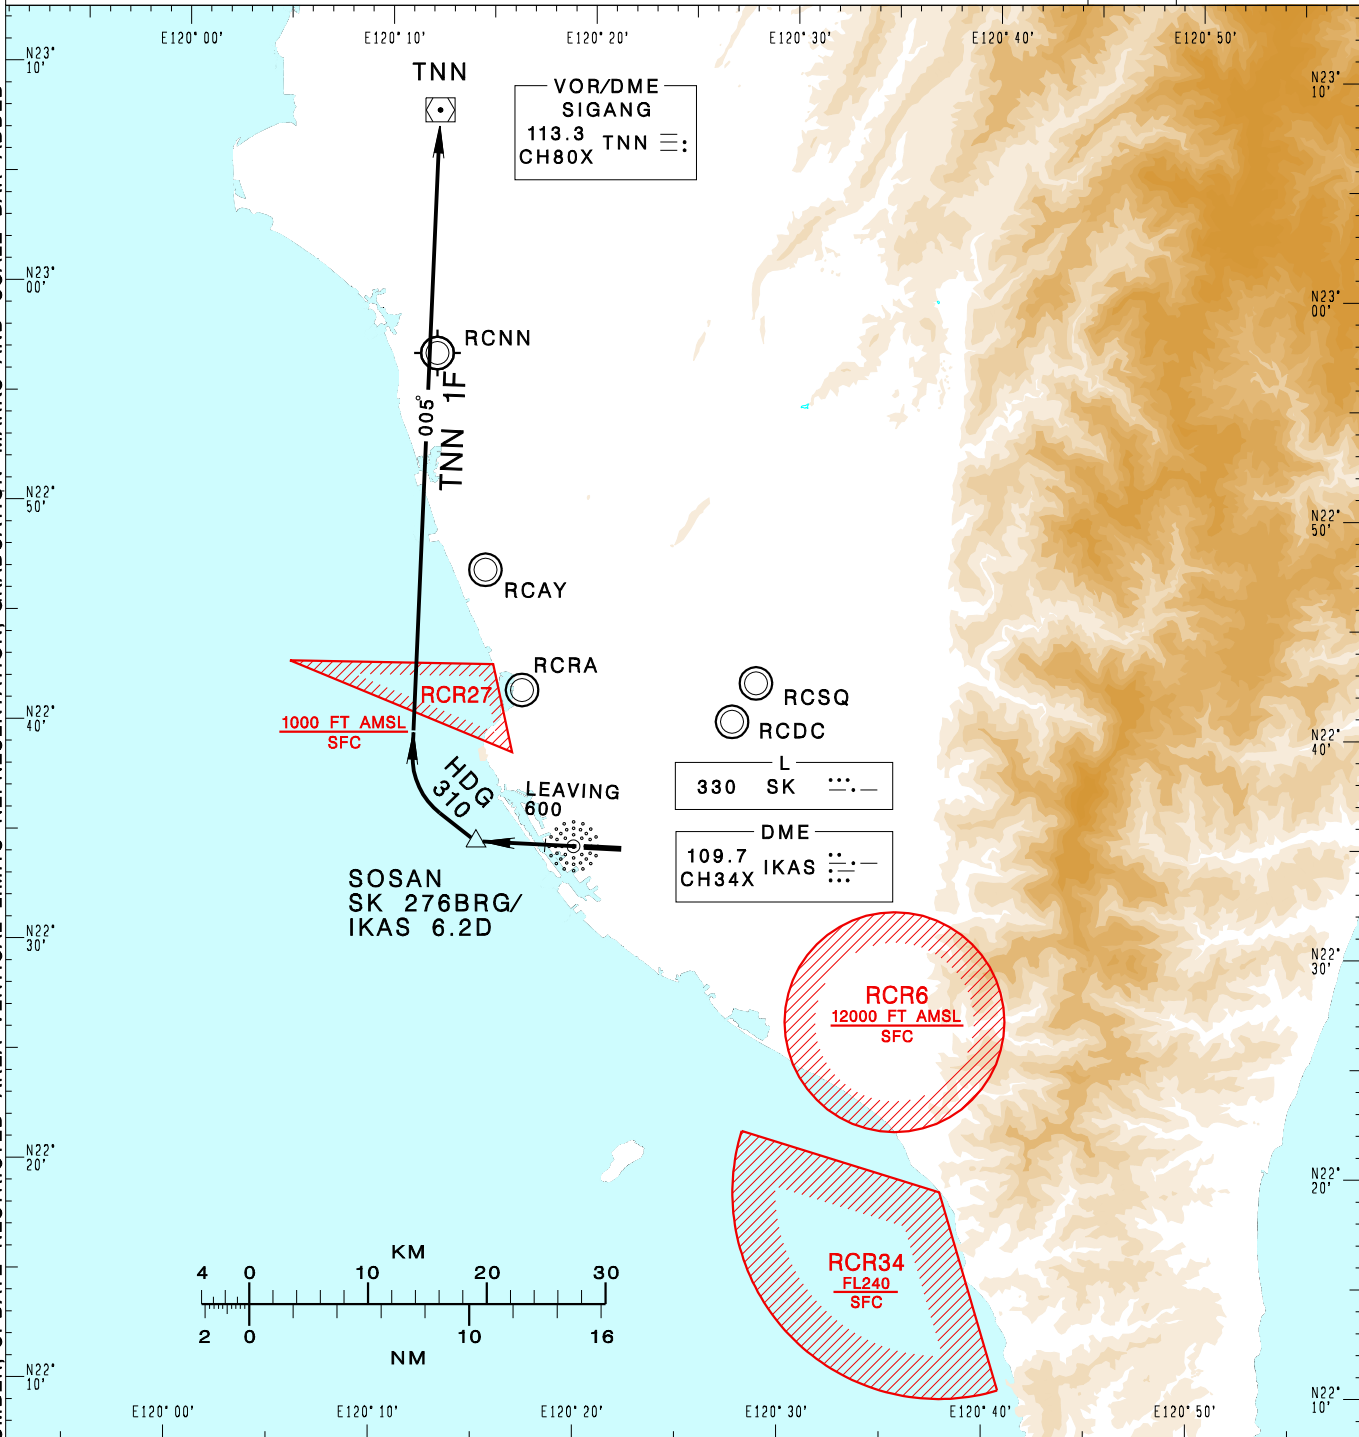 E120° 00'
E120° 10'
E120° 20'
E120° 30'
E120° 40'
E120° 50'
N23°
10'
N23°
10'
TNN
VOR/DME
SIGANG
113.3
CH80X
TNN
N23°
00'
N23°
00'
RCNN
005°
TNN 1F
N22°
50'
N22°
50'
RCAY
RCRA
RCR27
1000 FT AMSL
SFC
RCSQ
RCDC
N22°
40'
N22°
40'
HDG
310
LEAVING
600
L
330 SK
DME
109.7
CH34X
IKAS
SOSAN
SK 276BRG/
IKAS 6.2D
N22°
30'
N22°
30'
RCR6
12000 FT AMSL
SFC
N22°
20'
N22°
20'
RCR34
FL240
SFC
KM
4 0 10 20 30
2 0 10 16
NM
N22°
10'
N22°
10'
E120° 00'
E120° 10'
E120° 20'
E120° 30'
E120° 40'
E120° 50'